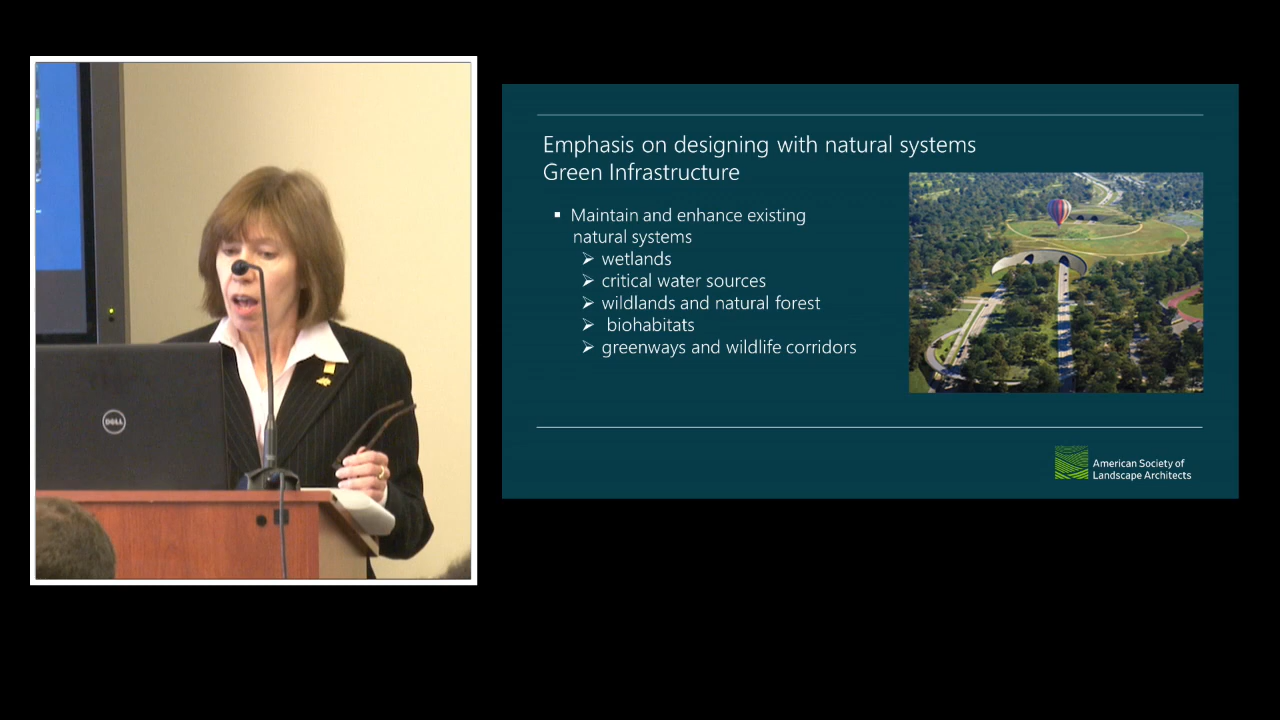 Emphasis on designing with natural systems
Green Infrastructure
▪ Maintain and enhance existing
natural systems
➢ wetlands
➢ critical water sources
➢ wildlands and natural forest
➢ biohabitats
➢ greenways and wildlife corridors
American Society of
Landscape Architects
DELL